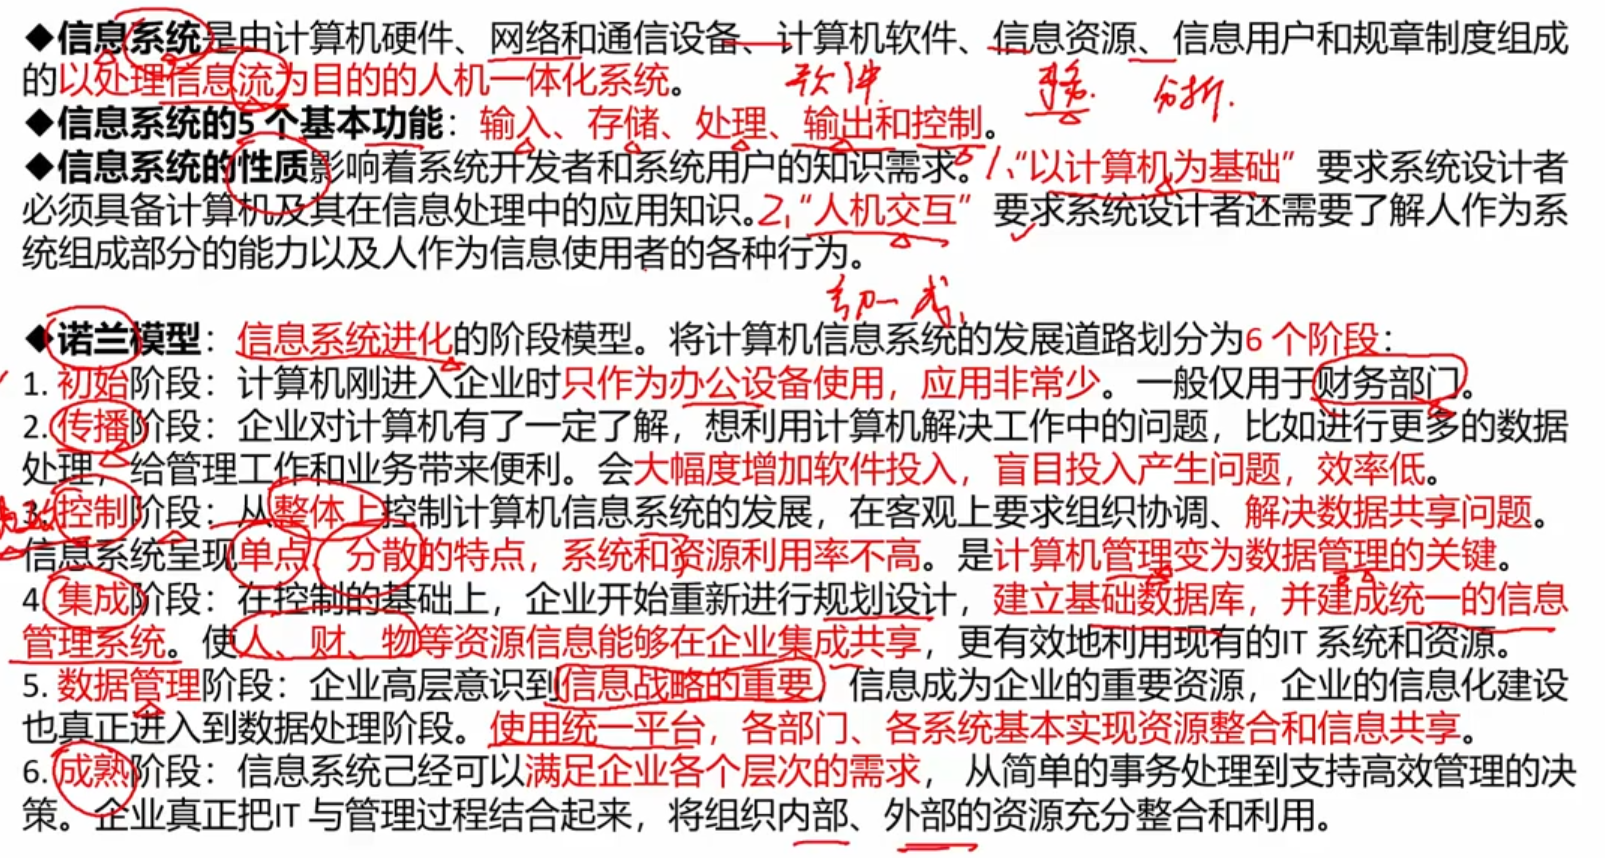 ◆信息系统是由计算机硬件、网络和通信设备、计算机软件、信息资源、信息用户和规章制度组成
的以处理信息流为目的的人机一体化系统。
软件 事务 分析.
◆信息系统的5 个基本功能：输入、存储、处理、输出和控制。
◆信息系统的性质影响着系统开发者和系统用户的知识需求。1、“以计算机为基础” 要求系统设计者
必须具备计算机及其在信息处理中的应用知识。2、“人机交互” 要求系统设计者还需要了解人作为系
统组成部分的能力以及人作为信息使用者的各种行为。
◆诺兰模型：信息系统进化的阶段模型。将计算机信息系统的发展道路划分为6 个阶段：
1. 初始阶段：计算机刚进入企业时只作为办公设备使用，应用非常少。一般仅用于财务部门。
2. 传播阶段：企业对计算机有了一定了解，想利用计算机解决工作中的问题，比如进行更多的数据
处理，给管理工作和业务带来便利。会大幅度增加软件投入，盲目投入产生问题，效率低。
3. 控制阶段：从整体上控制计算机信息系统的发展，在客观上要求组织协调、解决数据共享问题。
信息系统呈现单点、分散的特点，系统和资源利用率不高。是计算机管理变为数据管理的关键。
4. 集成阶段：在控制的基础上，企业开始重新进行规划设计，建立基础数据库，并建成统一的信息
管理系统。使人、财、物等资源信息能够在企业集成共享，更有效地利用现有的IT 系统和资源。
5. 数据管理阶段：企业高层意识到信息战略的重要，信息成为企业的重要资源，企业的信息化建设
也真正进入到数据处理阶段。使用统一平台，各部门、各系统基本实现资源整合和信息共享。
6. 成熟阶段：信息系统己经可以满足企业各个层次的需求， 从简单的事务处理到支持高效管理的决
策。企业真正把IT 与管理过程结合起来，将组织内部、外部的资源充分整合和利用。